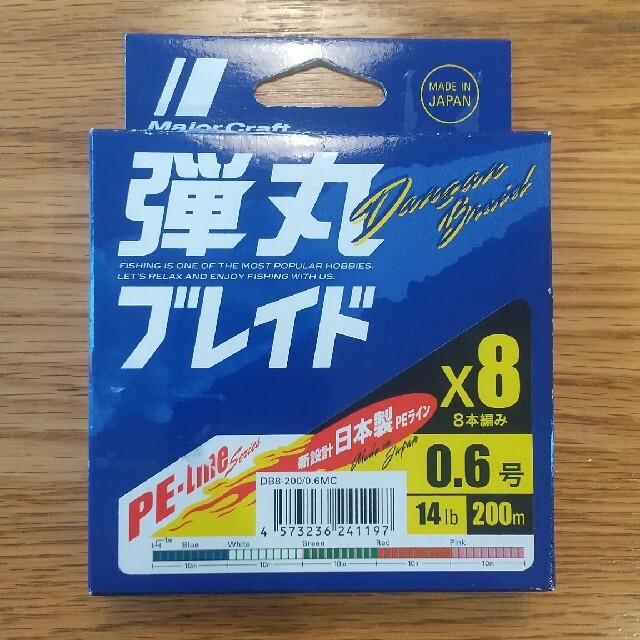 Major Craft
MADE IN
JAPAN
弾丸
Dangan
Braid
FISHING IS ONE OF THE MOST POPULAR HOBBIES.
LET'S RELAX AND ENJOY FISHING WITH US.
ブレイド
X8
8本編み
PE-Line Series
新設計 日本製 PEライン
Made in Japan
0.6号
14lb 200m
DB8-200/0.6MC
4 573236 241197
1m
Blue White Green Red Pink
10m 10m 10m 10m 10m